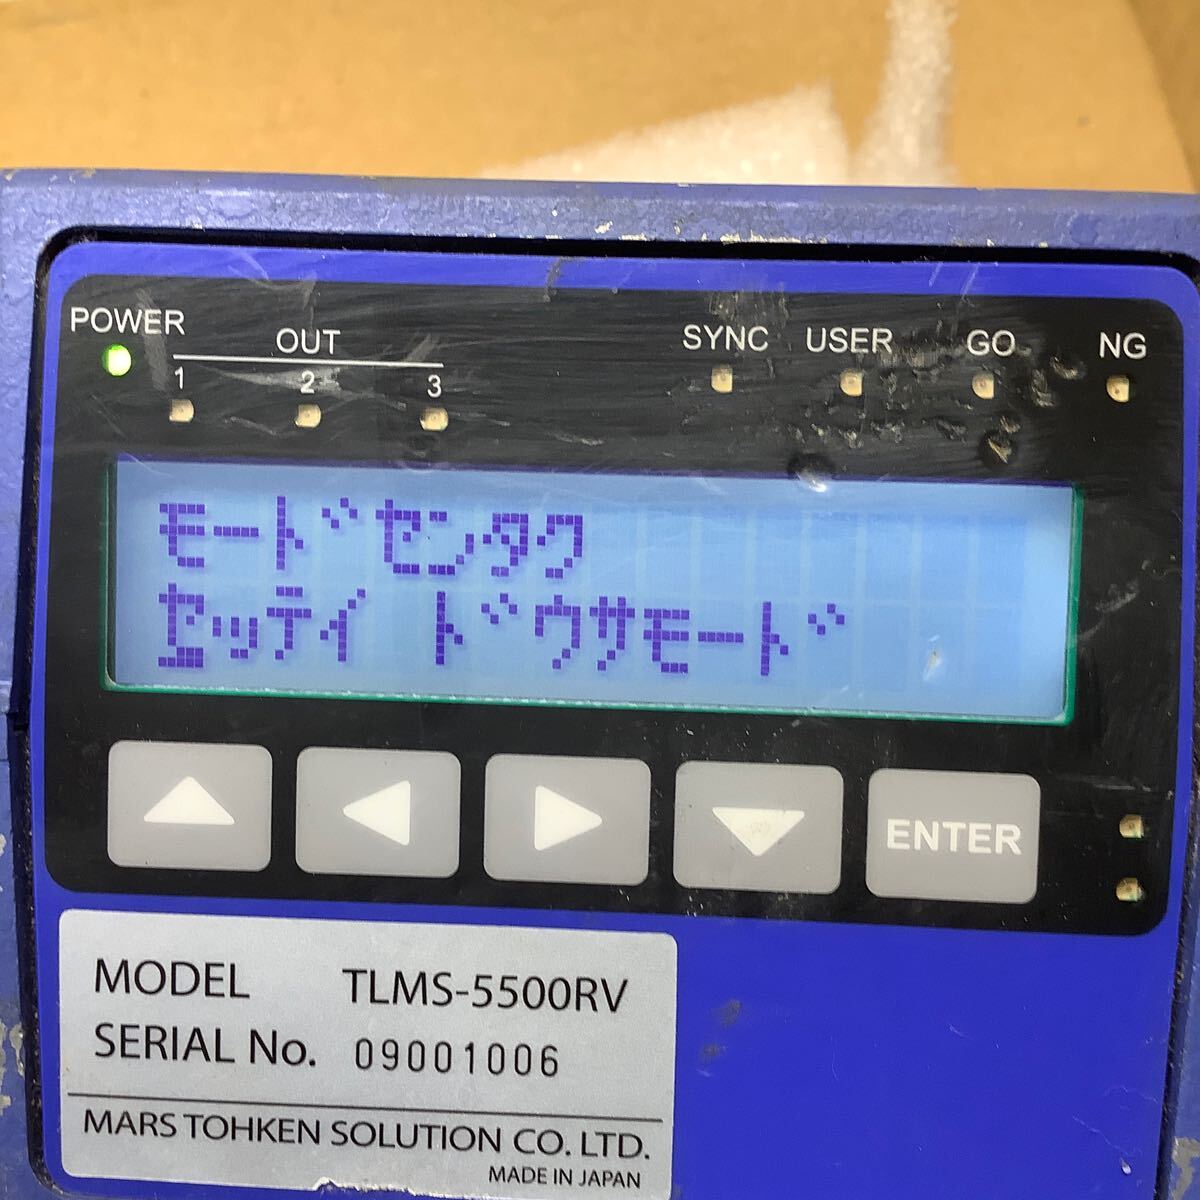 POWER
OUT
1 2 3
SYNC USER GO NG
モードセンタク
セッテイ ドウサモード
ENTER
MODEL TLMS-5500RV
SERIAL No. 09001006
MARS TOHKEN SOLUTION CO. LTD.
MADE IN JAPAN